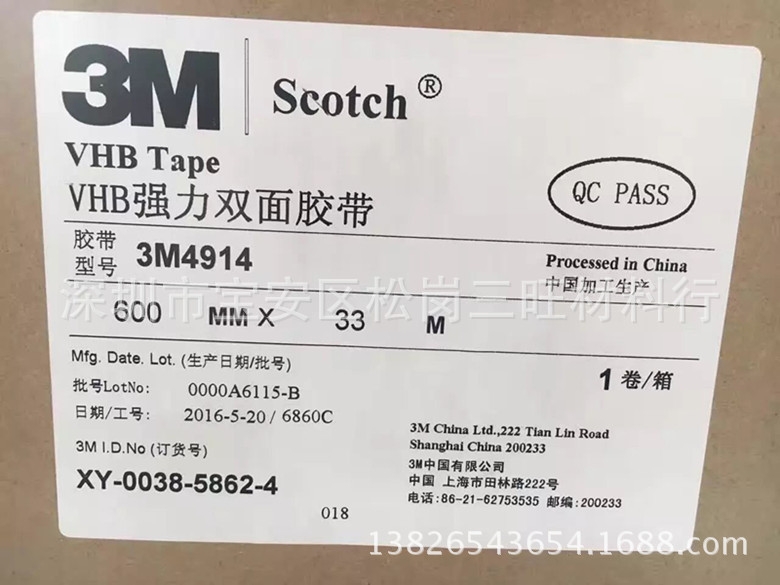 3M Scotch®
VHB Tape
VHB强力双面胶带
QC PASS
胶带
型号 3M4914
Processed in China
中国加工生产
深圳市宝安区松岗三旺材料行
600 MM X 33 M
Mfg. Date. Lot. (生产日期/批号)
批号LotNo: 0000A6115-B
1卷/箱
日期/工号: 2016-5-20/6860C
3M China Ltd.,222 Tian Lin Road
Shanghai China 200233
3M I.D.No (订货号)
3M中国有限公司
XY-0038-5862-4
中国 上海市田林路222号
电话:86-21-62753535 邮编:200233
018
13826543654.1688.com